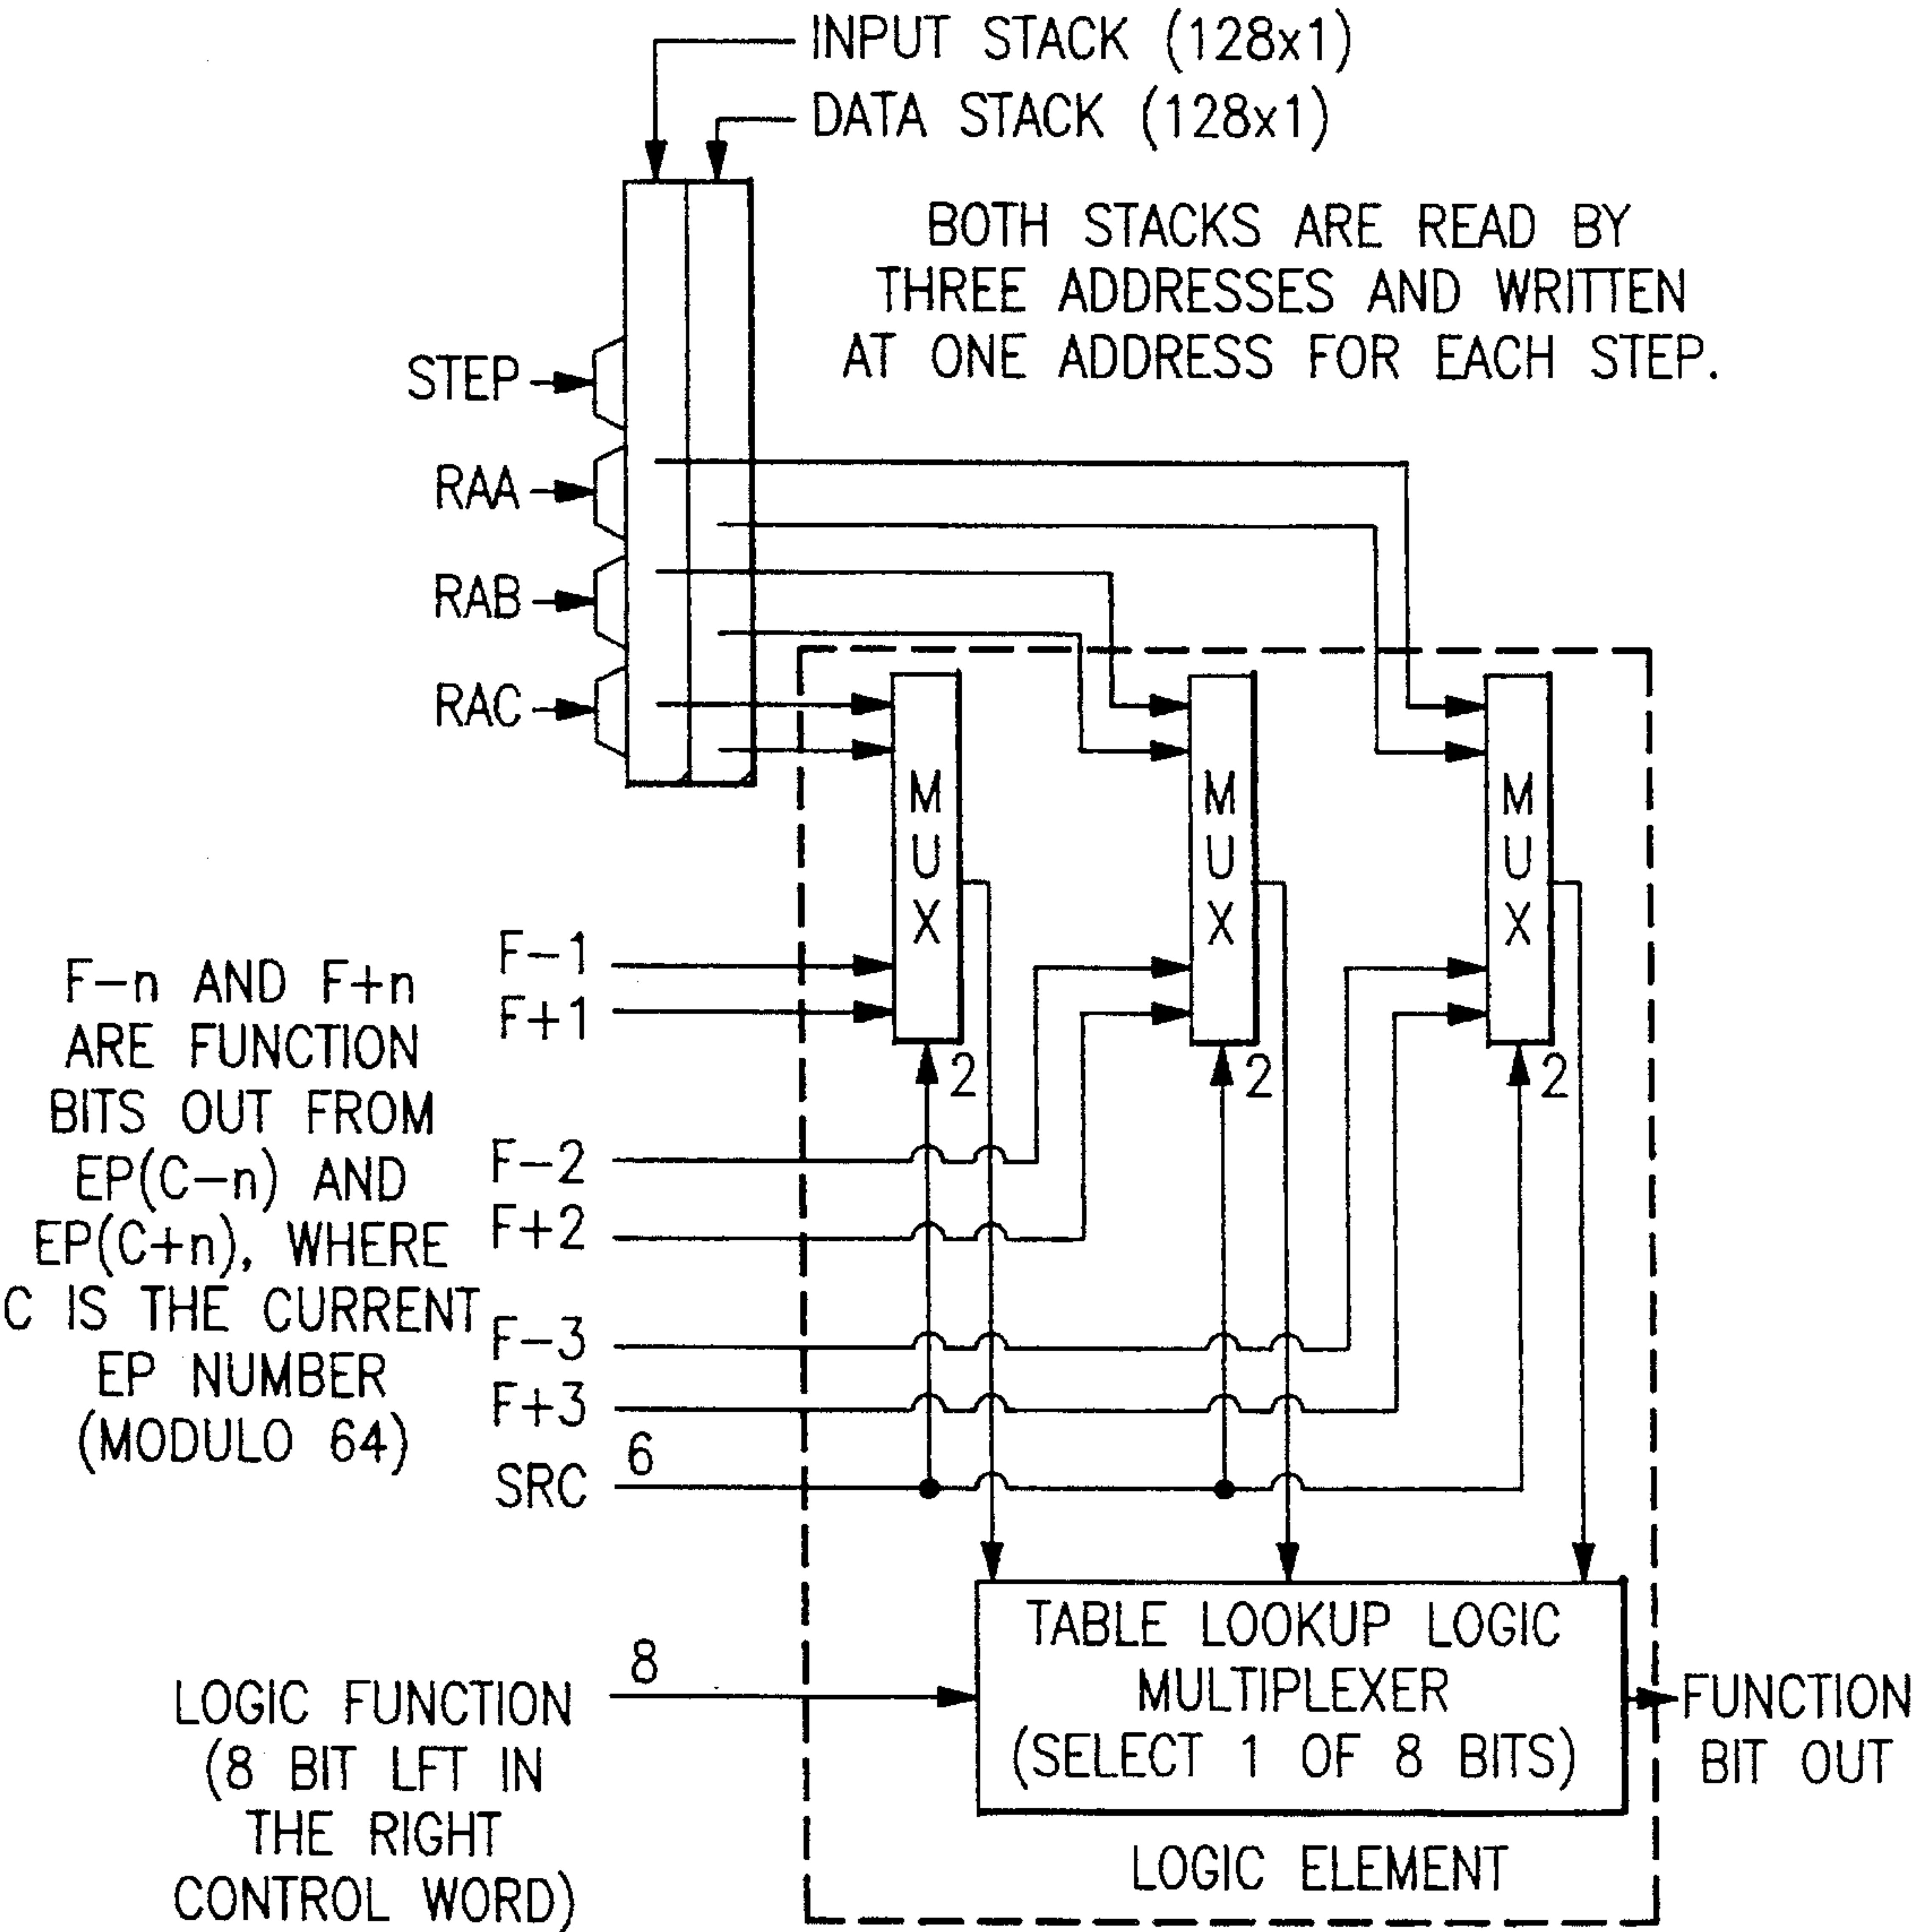 INPUT STACK (128x1)
DATA STACK (128x1)
BOTH STACKS ARE READ BY
THREE ADDRESSES AND WRITTEN
AT ONE ADDRESS FOR EACH STEP.
STEP
RAA
RAB
RAC
MUX
MUX
MUX
F-n AND F+n
ARE FUNCTION
BITS OUT FROM
EP(C-n) AND
EP(C+n), WHERE
C IS THE CURRENT
EP NUMBER
(MODULO 64)
F-1
F+1
2
2
2
F-2
F+2
F-3
F+3
SRC
6
8
LOGIC FUNCTION
(8 BIT LFT IN
THE RIGHT
CONTROL WORD)
TABLE LOOKUP LOGIC
MULTIPLEXER
(SELECT 1 OF 8 BITS)
FUNCTION
BIT OUT
LOGIC ELEMENT